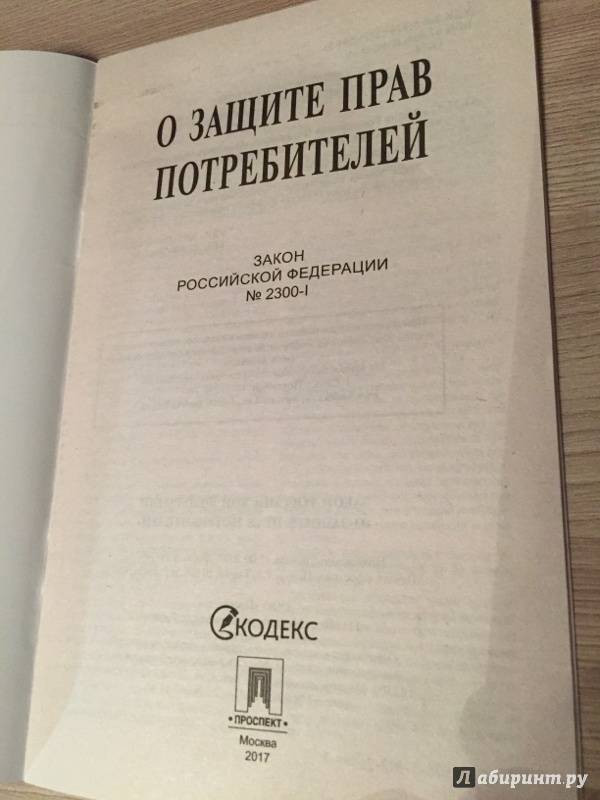 О ЗАЩИТЕ ПРАВ
ПОТРЕБИТЕЛЕЙ
ЗАКОН
РОССИЙСКОЙ ФЕДЕРАЦИИ
№ 2300-I
КОДЕКС
• ПРОСПЕКТ •
Москва
2017
Лабиринт.ру